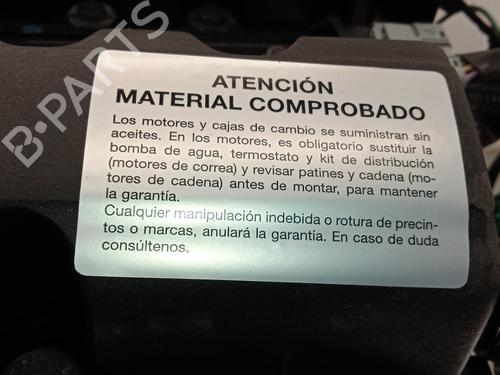 B-PARTS
ATENCIÓN
MATERIAL COMPROBADO
Los motores y cajas de cambio se suministran sin
aceites. En los motores, es obligatorio sustituir la
bomba de agua, termostato y kit de distribución
(motores de correa) y revisar patines y cadena (mo-
tores de cadena) antes de montar, para mantener
la garantía.
Cualquier manipulación indebida o rotura de precin-
tos o marcas, anulará la garantía. En caso de duda
consúltenos.